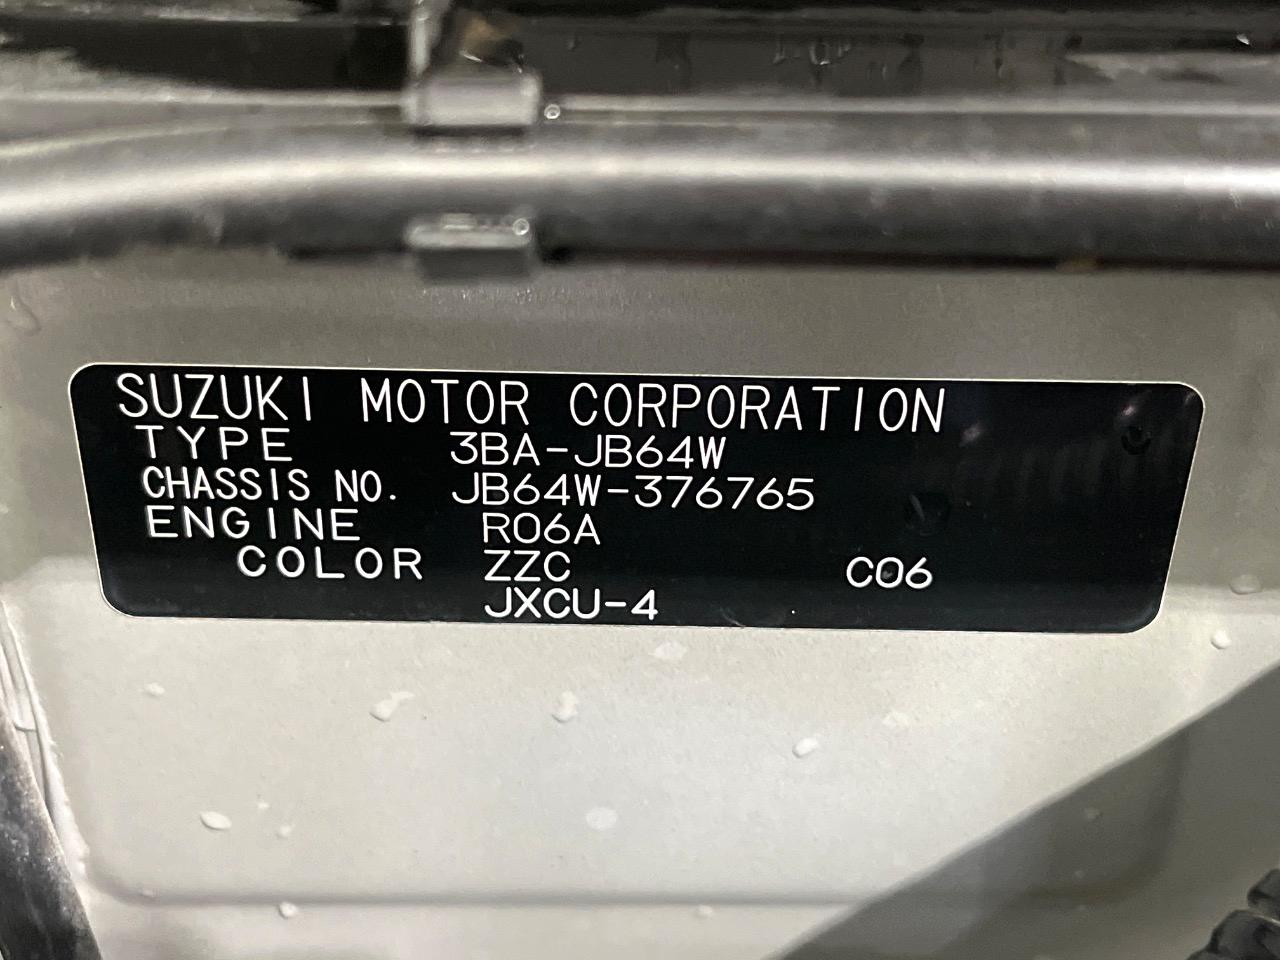 SUZUKI MOTOR CORPORATION
TYPE 3BA-JB64W
CHASSIS NO. JB64W-376765
ENGINE R06A
COLOR ZZC C06
JXCU-4